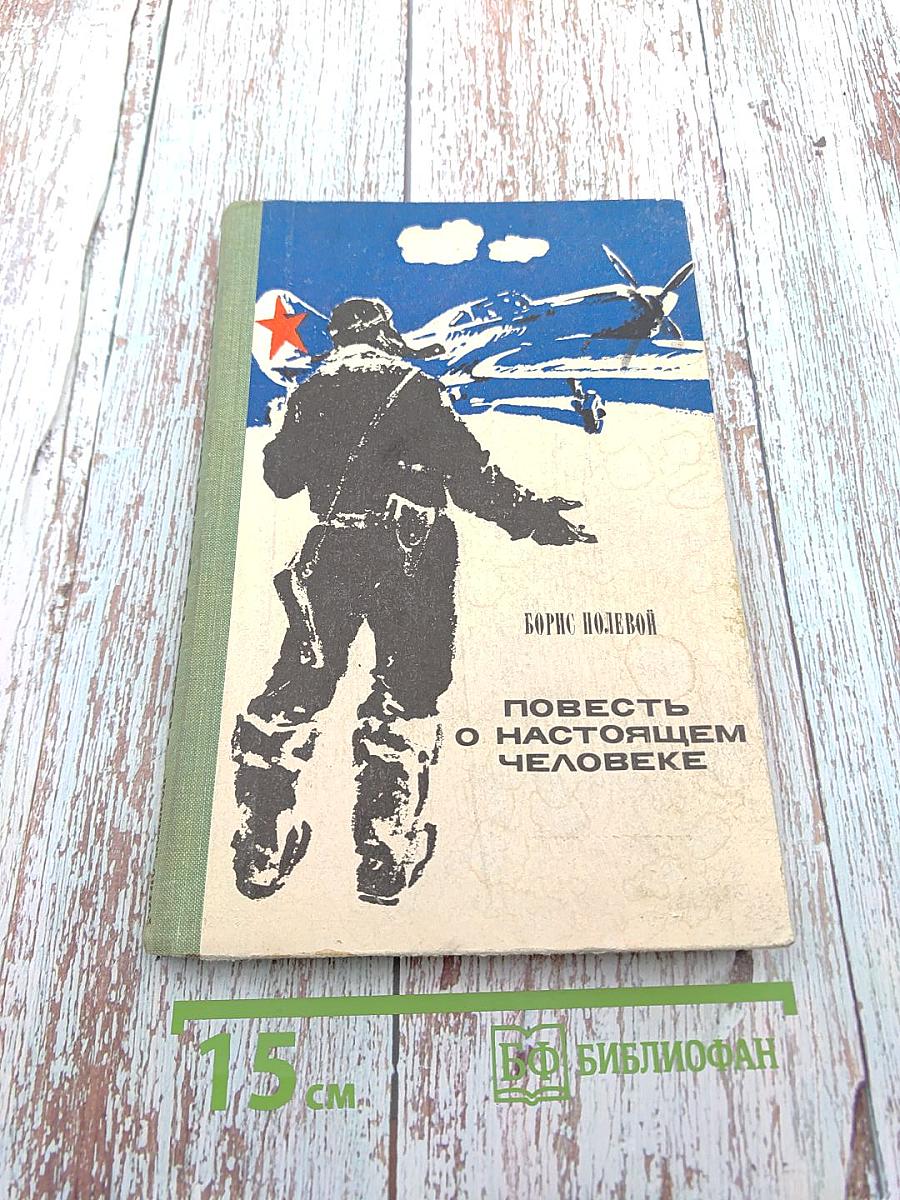 БОРИС ПОЛЕВОЙ
ПОВЕСТЬ
О НАСТОЯЩЕМ
ЧЕЛОВЕКЕ
15 см
БФ БИБЛИОФАН